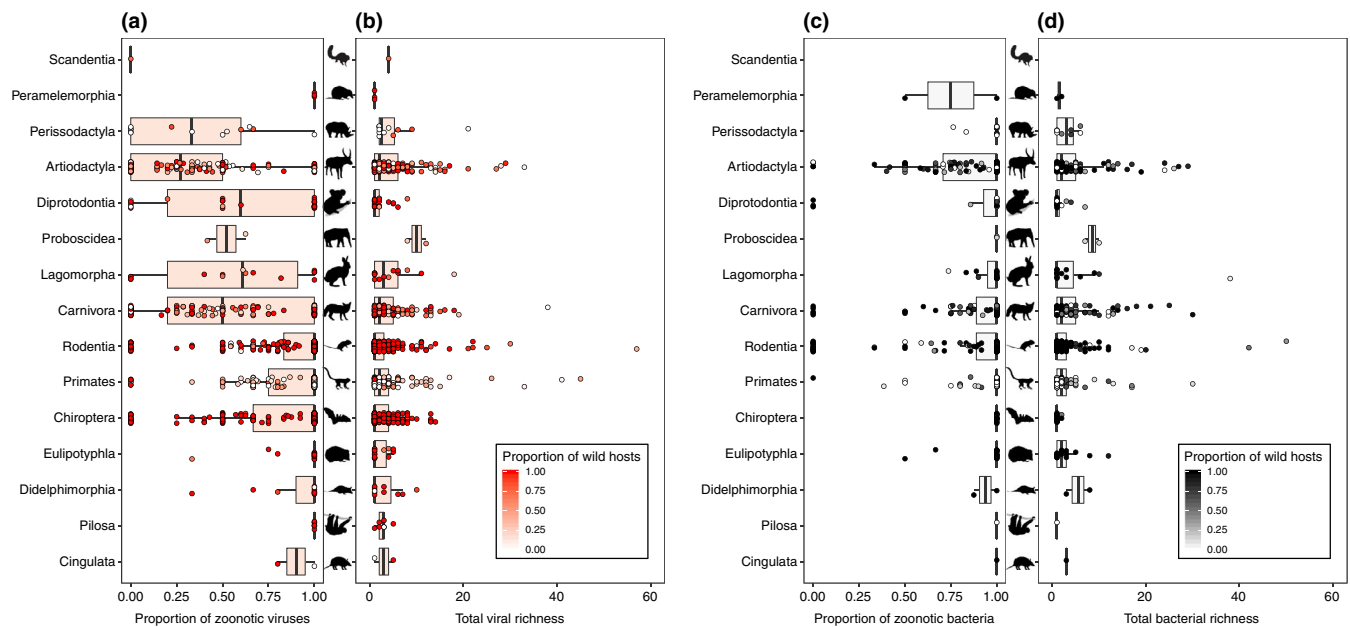 (a)
(b)
Scandentia
Peramelemorphia
Perissodactyla
Artiodactyla
Diprotodontia
Proboscidea
Lagomorpha
Carnivora
Rodentia
Primates
Chiroptera
Eulipotyphla
Didelphimorphia
Pilosa
Cingulata
0.00 0.25 0.50 0.75 1.00
Proportion of zoonotic viruses
0 20 40 60
Total viral richness
Proportion of wild hosts
1.00
0.75
0.50
0.25
0.00
(c)
(d)
Scandentia
Peramelemorphia
Perissodactyla
Artiodactyla
Diprotodontia
Proboscidea
Lagomorpha
Carnivora
Rodentia
Primates
Chiroptera
Eulipotyphla
Didelphimorphia
Pilosa
Cingulata
0.00 0.25 0.50 0.75 1.00
Proportion of zoonotic bacteria
0 20 40 60
Total bacterial richness
Proportion of wild hosts
1.00
0.75
0.50
0.25
0.00